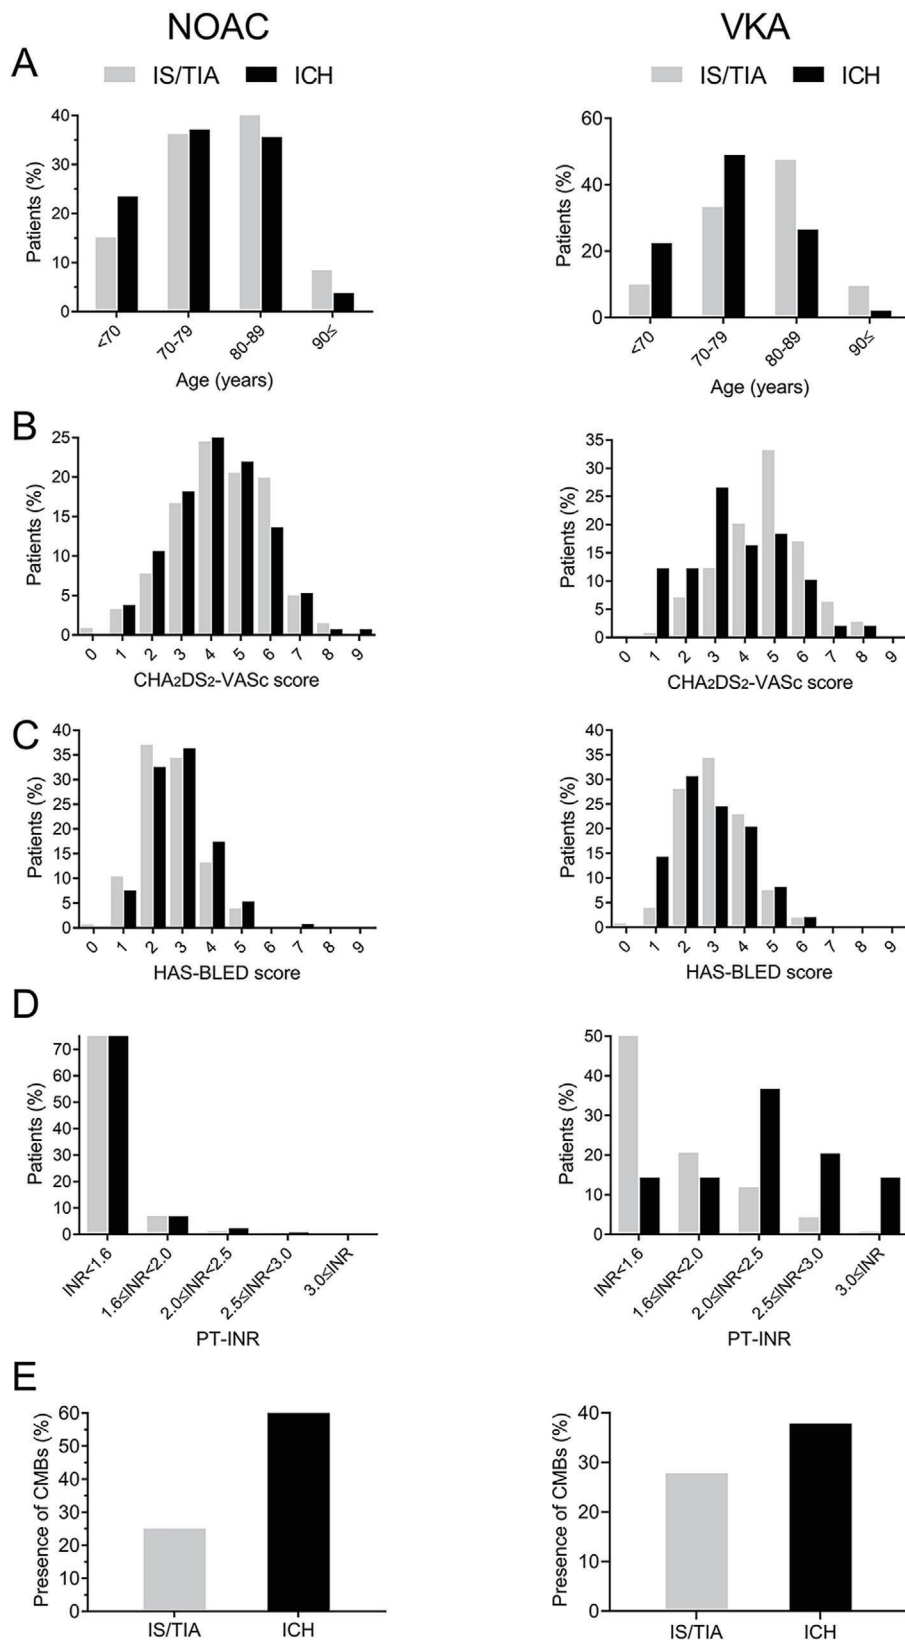 NOAC
VKA
A
IS/TIA ICH
IS/TIA ICH
Patients (%)
40
30
20
10
0
<70 70-79 80-89 90≤
Age (years)
Patients (%)
60
40
20
0
<70 70-79 80-89 90≤
Age (years)
B
Patients (%)
25
20
15
10
5
0
0 1 2 3 4 5 6 7 8 9
CHA₂DS₂-VASc score
Patients (%)
35
30
25
20
15
10
5
0
0 1 2 3 4 5 6 7 8 9
CHA₂DS₂-VASc score
C
Patients (%)
40
35
30
25
20
15
10
5
0
0 1 2 3 4 5 6 7 8 9
HAS-BLED score
Patients (%)
40
35
30
25
20
15
10
5
0
0 1 2 3 4 5 6 7 8 9
HAS-BLED score
D
Patients (%)
70
60
50
40
30
20
10
0
INR<1.6 1.6≤INR<2.0 2.0≤INR<2.5 2.5≤INR<3.0 3.0≤INR
PT-INR
Patients (%)
50
40
30
20
10
0
INR<1.6 1.6≤INR<2.0 2.0≤INR<2.5 2.5≤INR<3.0 3.0≤INR
PT-INR
E
Presence of CMBs (%)
60
50
40
30
20
10
0
IS/TIA ICH
Presence of CMBs (%)
40
30
20
10
0
IS/TIA ICH